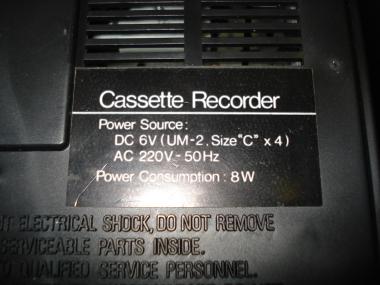 Cassette Recorder
Power Source:
DC 6V (UM-2, Size "C" x 4)
AC 220V-50Hz
Power Consumption: 8W
ELECTRICAL SHOCK, DO NOT REMOVE
SERVICEABLE PARTS INSIDE.
QUALIFIED SERVICE PERSONNEL.